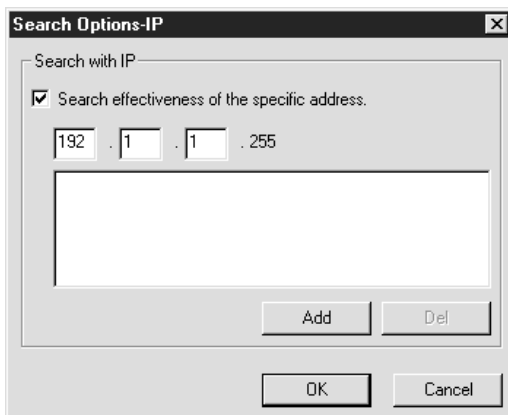 Search Options-IP
Search with IP
Search effectiveness of the specific address.
192 . 1 . 1 . 255
Add Del
OK Cancel